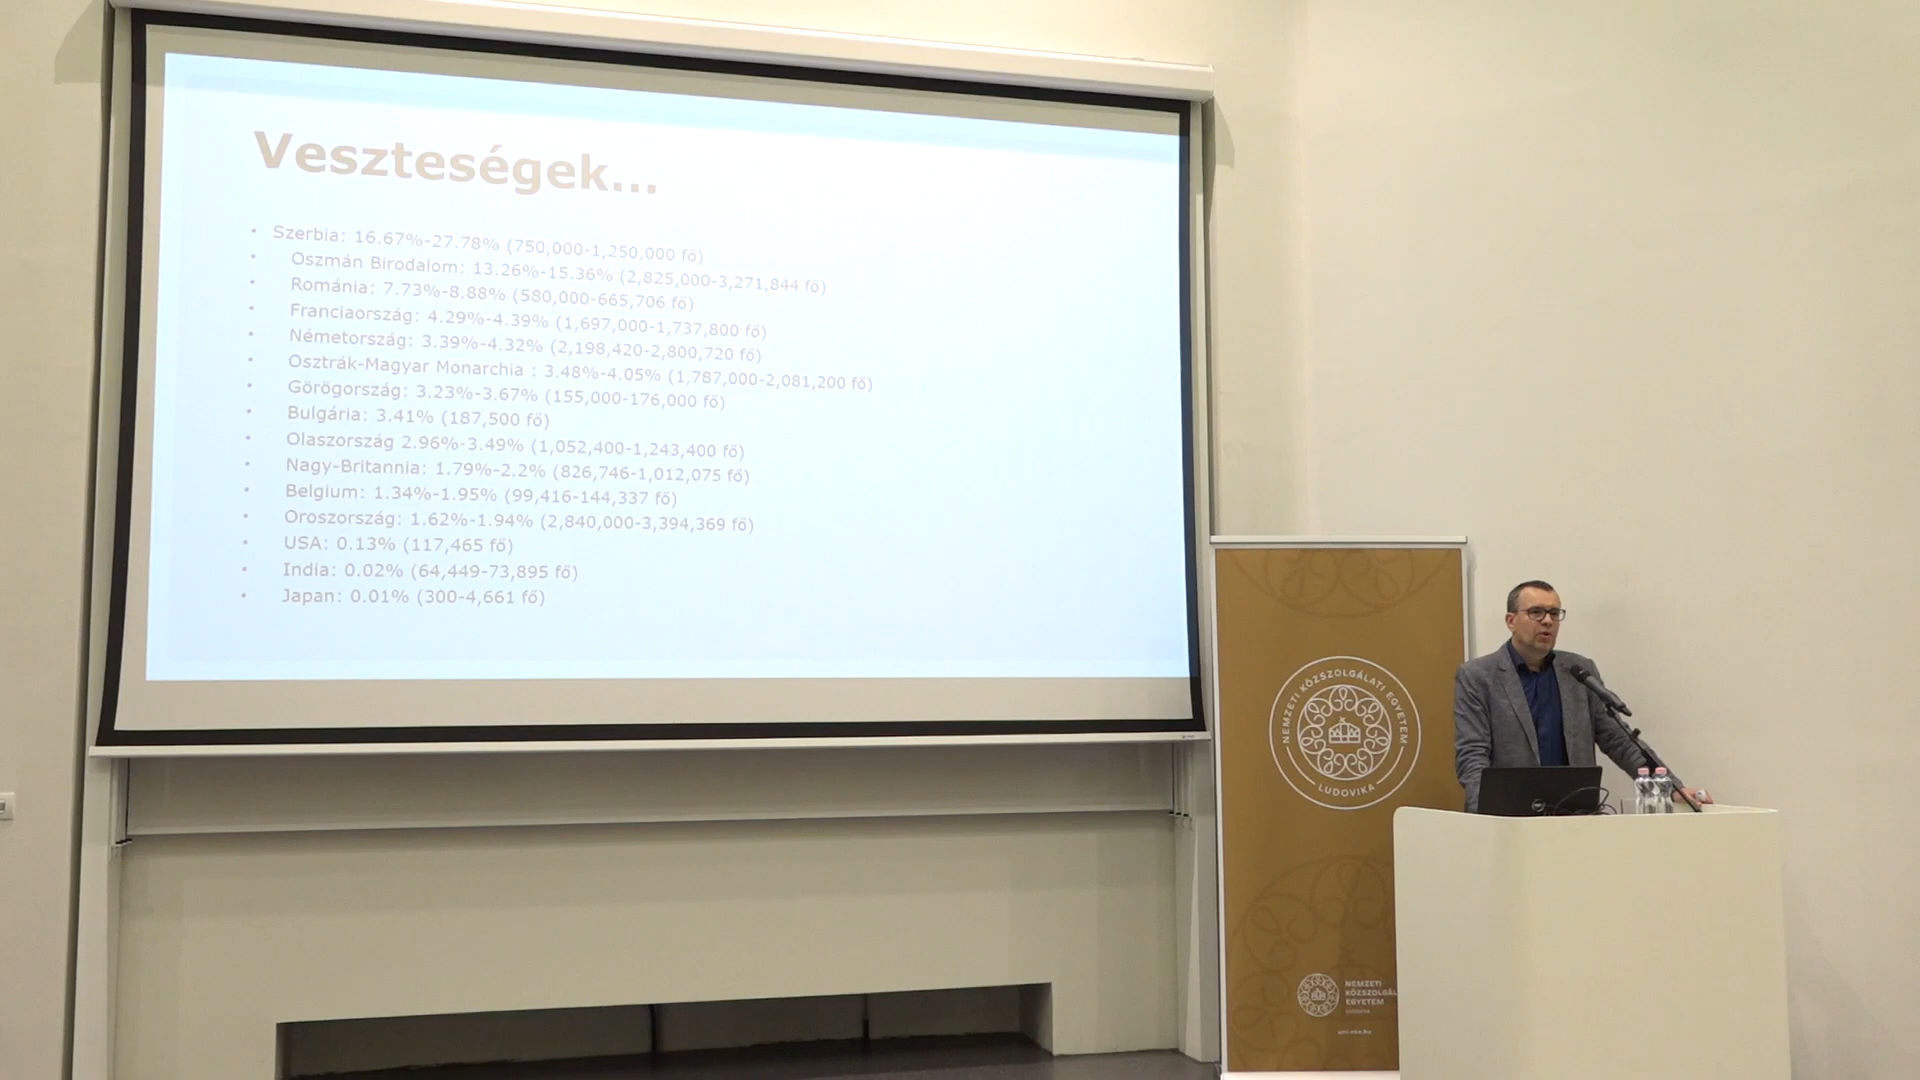 Veszteségek...
• Szerbia: 16.67%-27.78% (750,000-1,250,000 fő)
• Oszmán Birodalom: 13.26%-15.36% (2,825,000-3,271,844 fő)
• Románia: 7.73%-8.88% (580,000-665,706 fő)
• Franciaország: 4.29%-4.39% (1,697,000-1,737,800 fő)
• Németország: 3.39%-4.32% (2,198,420-2,800,720 fő)
• Osztrák-Magyar Monarchia : 3.48%-4.05% (1,787,000-2,081,200 fő)
• Görögország: 3.23%-3.67% (155,000-176,000 fő)
• Bulgária: 3.41% (187,500 fő)
• Olaszország 2.96%-3.49% (1,052,400-1,243,400 fő)
• Nagy-Britannia: 1.79%-2.2% (826,746-1,012,075 fő)
• Belgium: 1.34%-1.95% (99,416-144,337 fő)
• Oroszország: 1.62%-1.94% (2,840,000-3,394,369 fő)
• USA: 0.13% (117,465 fő)
• India: 0.02% (64,449-73,895 fő)
• Japan: 0.01% (300-4,661 fő)
NEMZETI KÖZSZOLGÁLATI EGYETEM
LUDOVIKA
NEMZETI
KÖZSZOLGÁL
EGYETEM
LUDOVIKA
uni-nke.hu